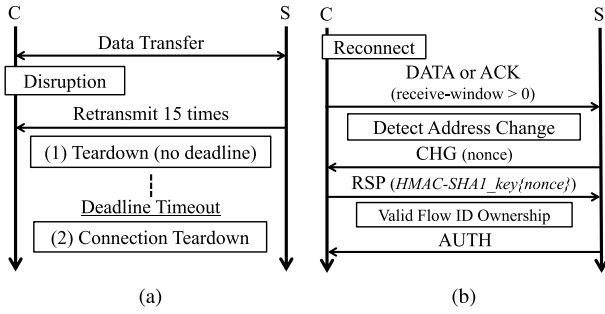 C S
Data Transfer
Disruption
Retransmit 15 times
(1) Teardown (no deadline)
Deadline Timeout
(2) Connection Teardown
(a)
C S
Reconnect
DATA or ACK
(receive-window > 0)
Detect Address Change
CHG (nonce)
RSP (HMAC-SHA1_key{nonce})
Valid Flow ID Ownership
AUTH
(b)